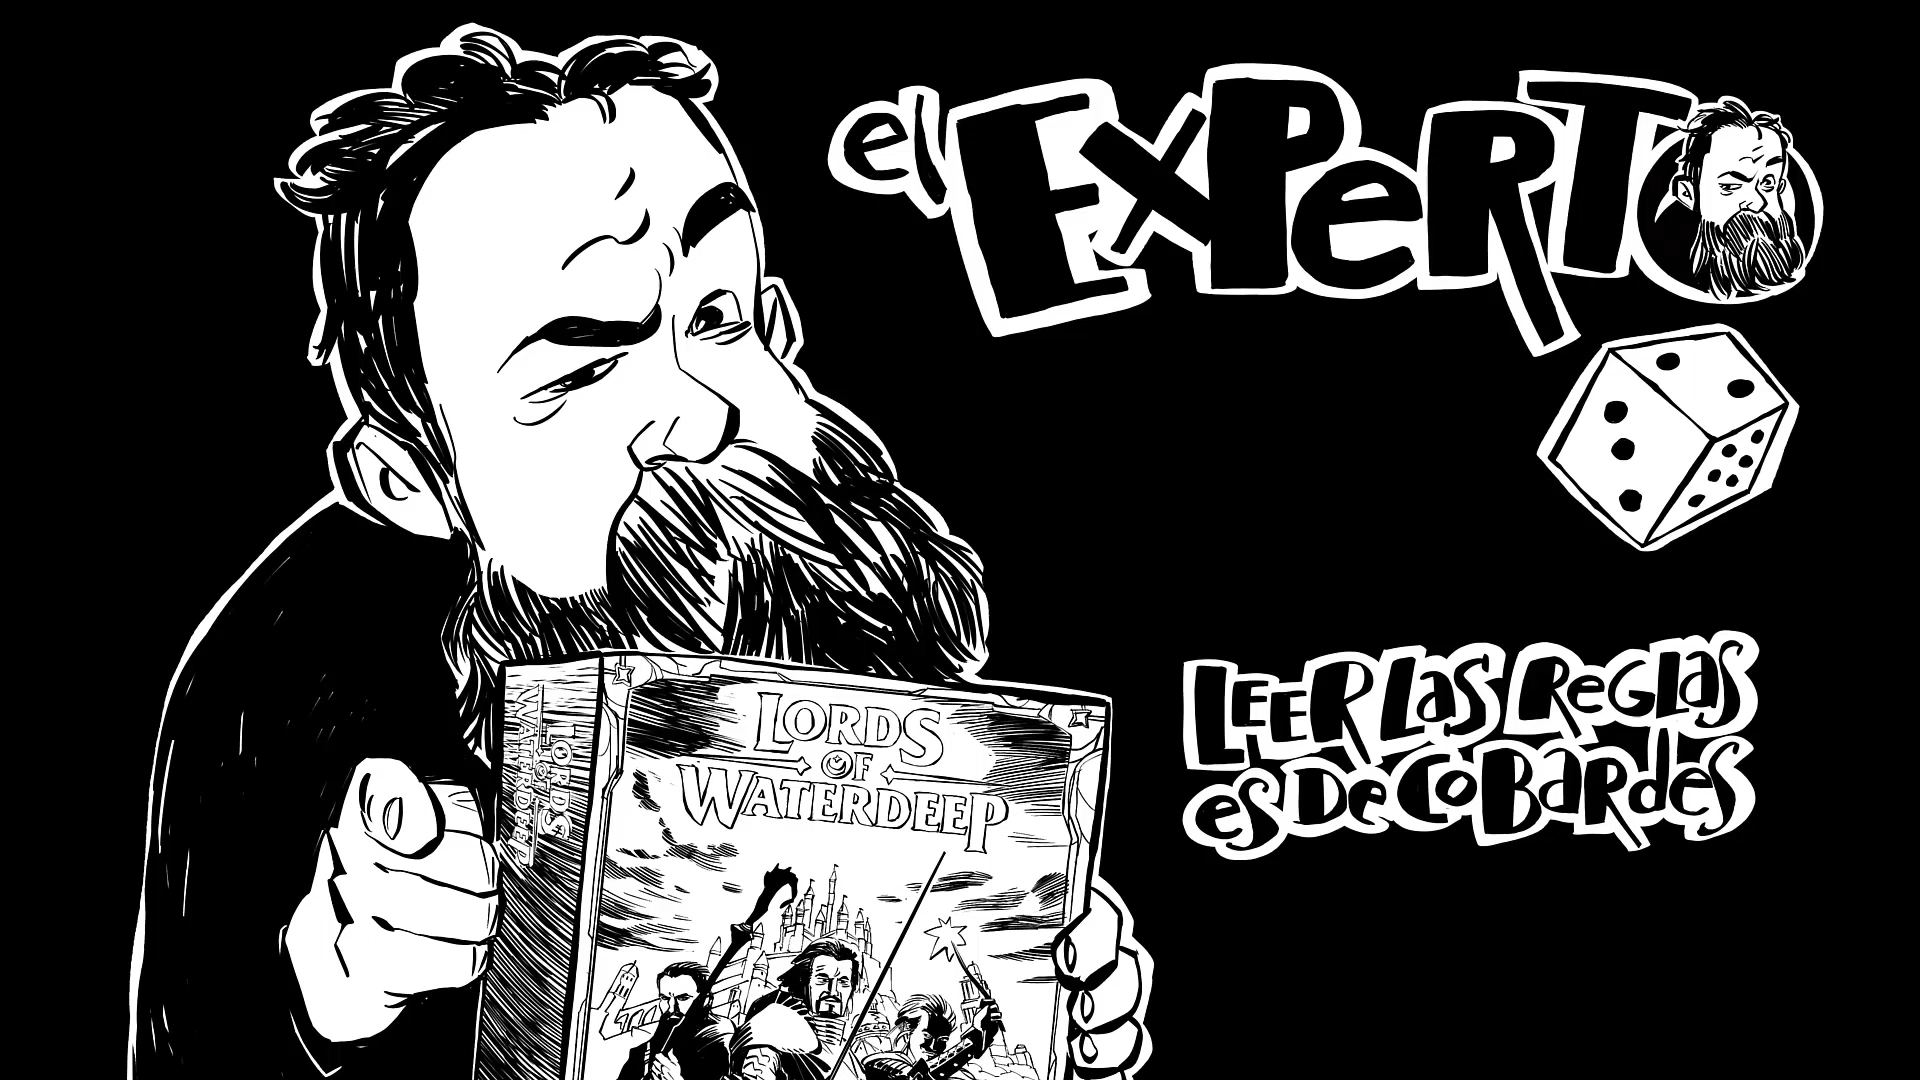 el EXPERTO
LEER Las ReGLas
es De CoBaRdes
LORDS
OF
WATERDEEP
LORDS
OF
WATERDEEP